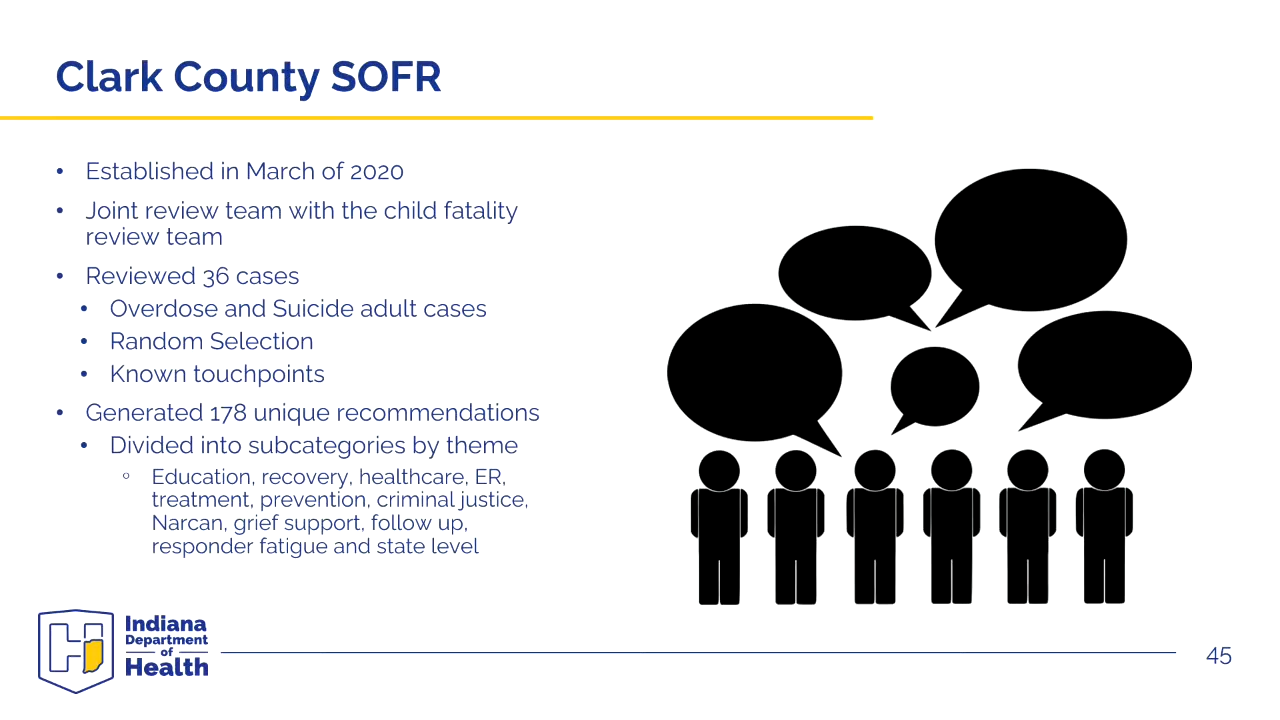 Clark County SOFR
• Established in March of 2020
• Joint review team with the child fatality
review team
• Reviewed 36 cases
• Overdose and Suicide adult cases
• Random Selection
• Known touchpoints
• Generated 178 unique recommendations
• Divided into subcategories by theme
◦ Education, recovery, healthcare, ER,
treatment, prevention, criminal justice,
Narcan, grief support, follow up,
responder fatigue and state level
Indiana
Department
of
Health
45